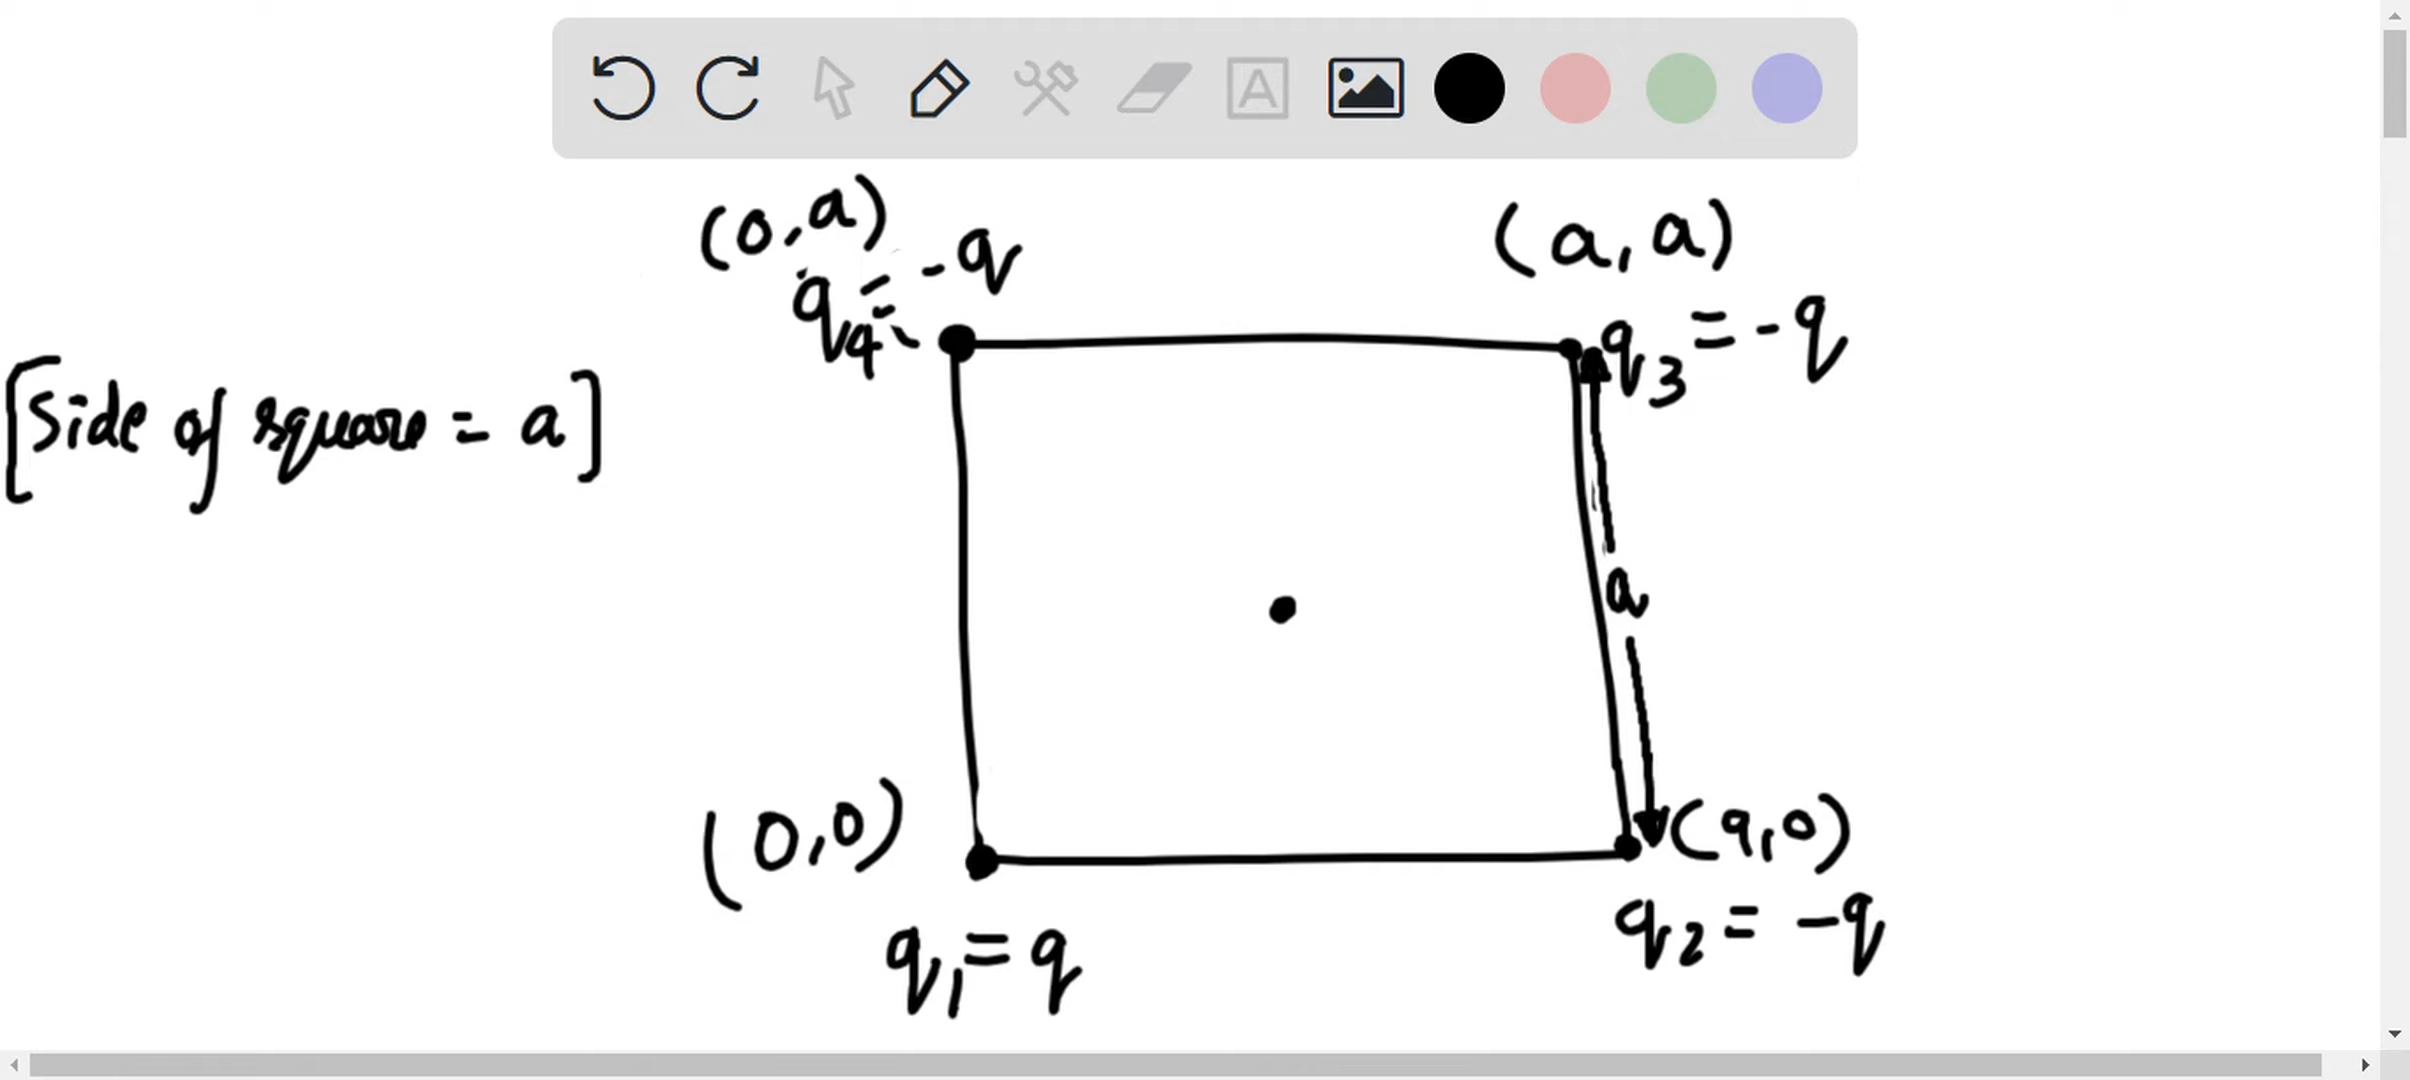 (0,a)
q4 = -q
(a,a)
q3 = -q
[Side of square = a]
a
(0,0)
(a,0)
q1 = q
q2 = -q